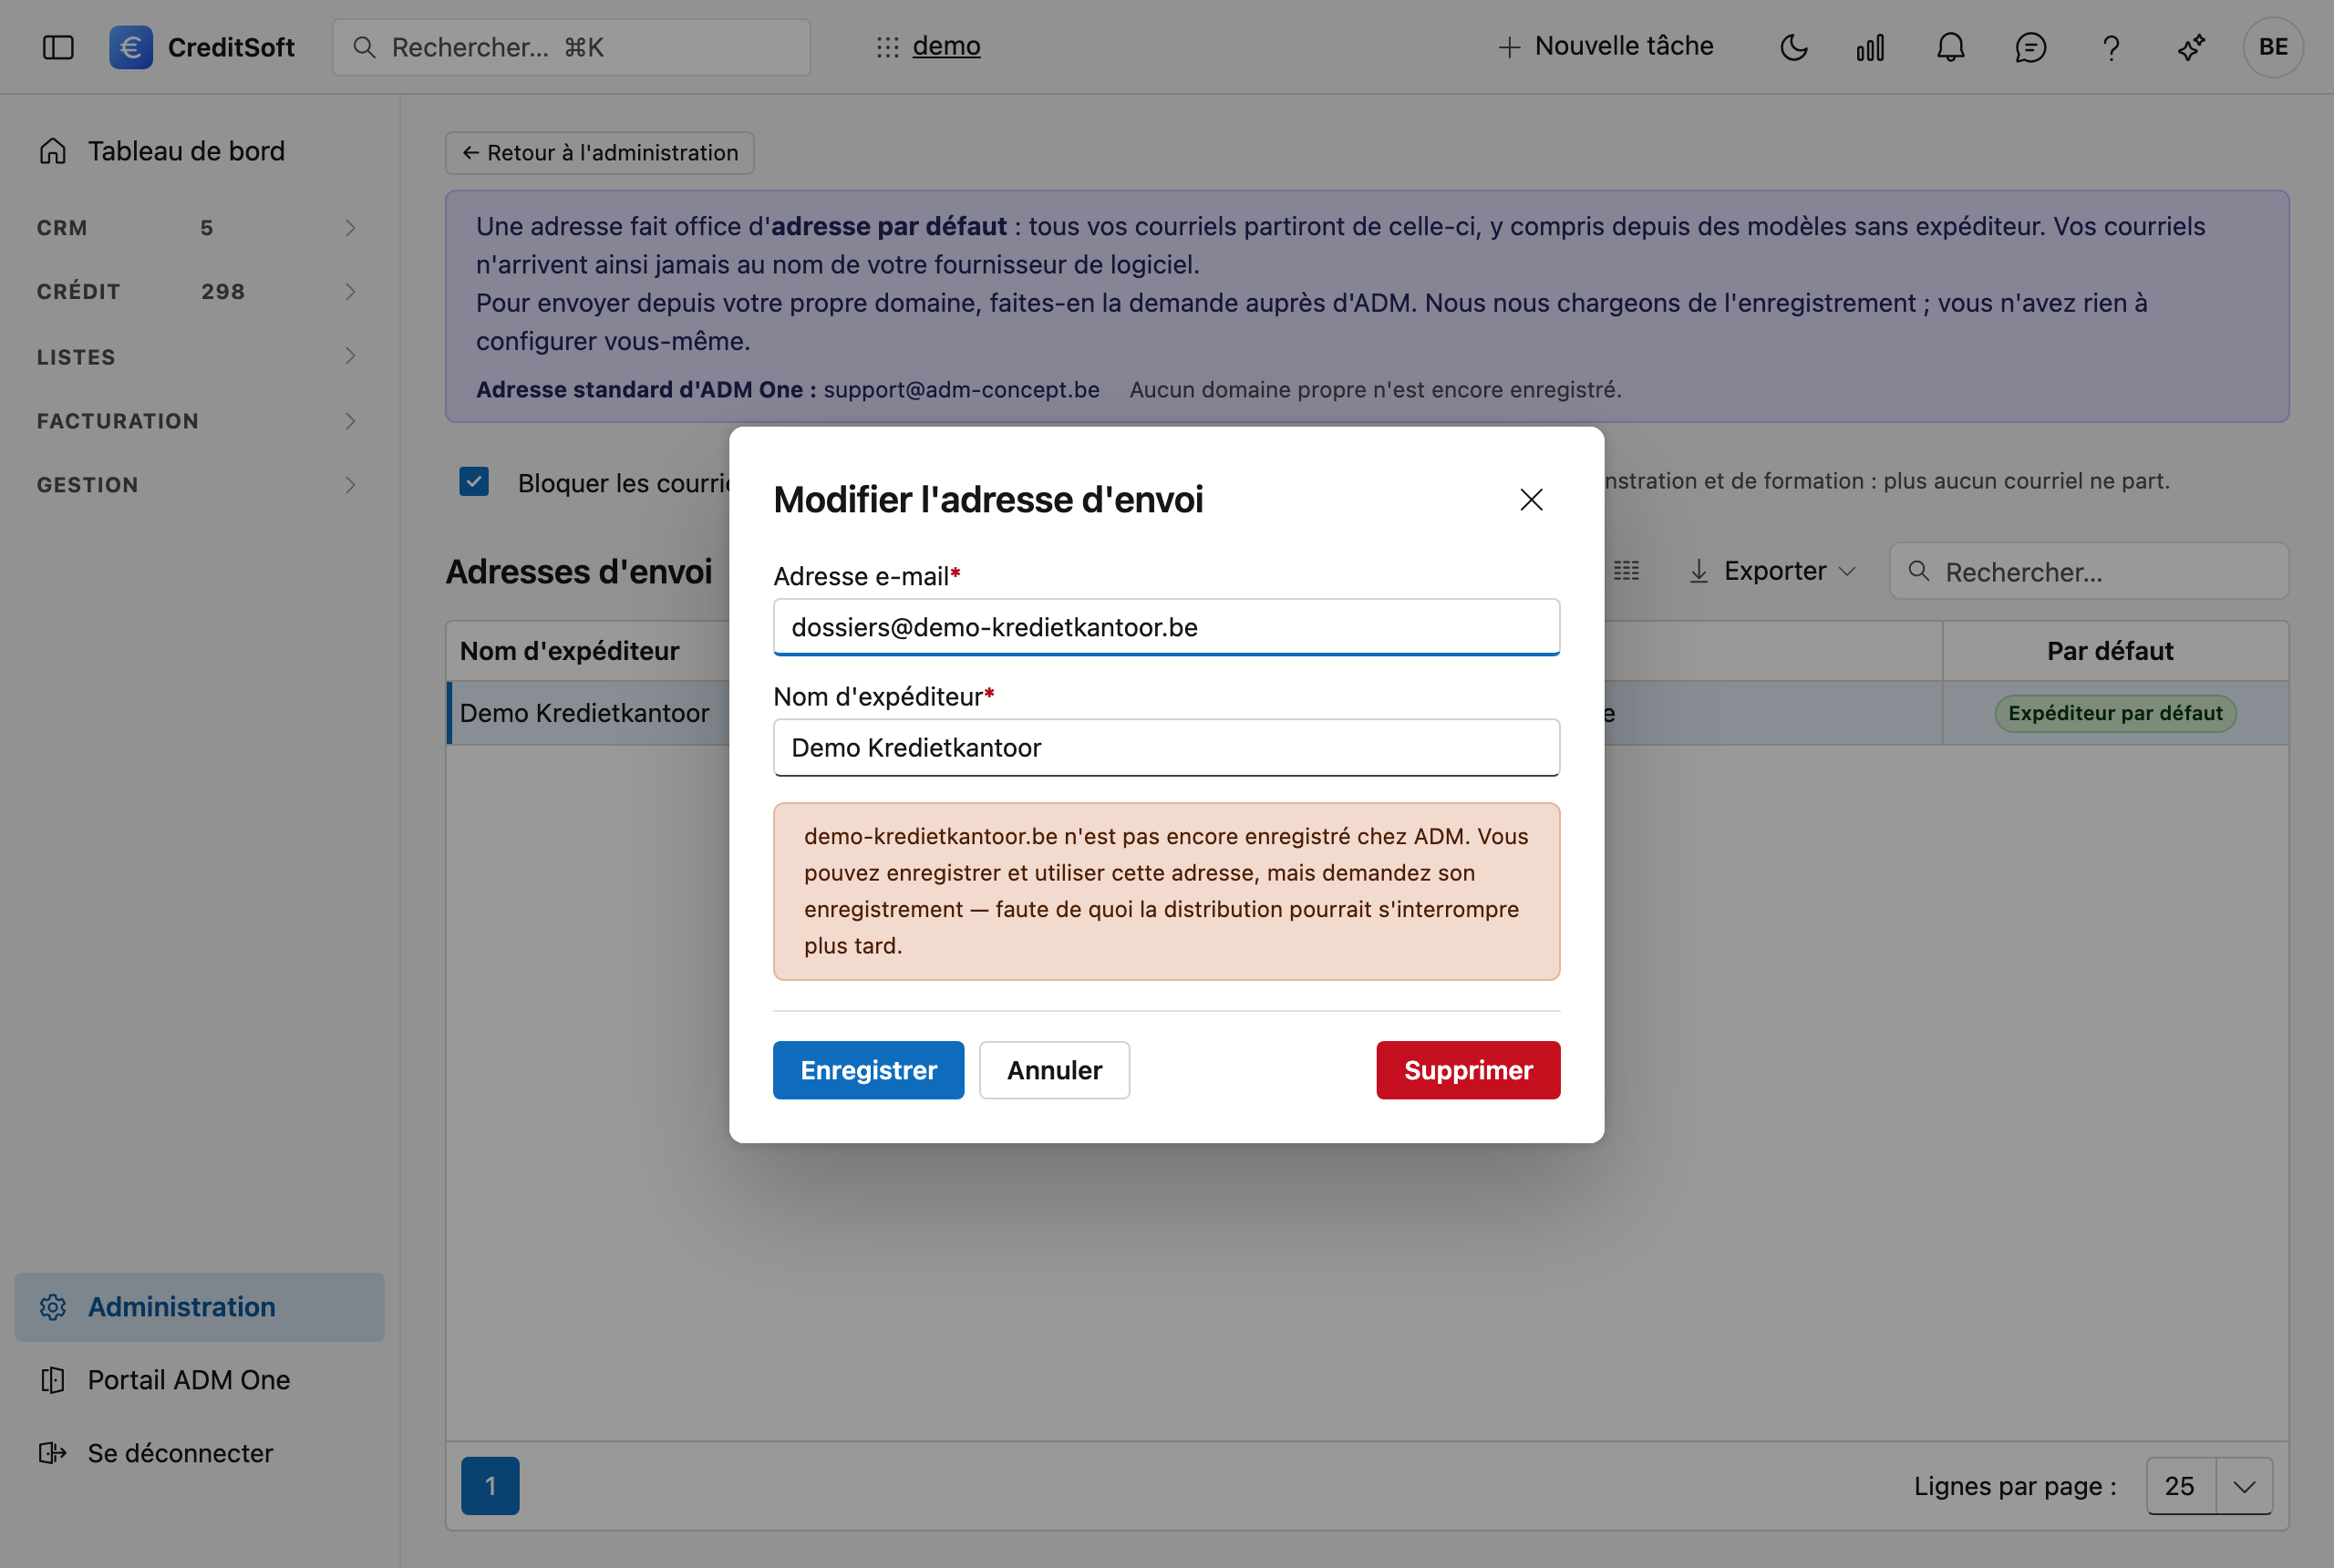 CreditSoft
Rechercher... ⌘K
demo
Nouvelle tâche
BE
Tableau de bord
CRM 5
CRÉDIT 298
LISTES
FACTURATION
GESTION
Administration
Portail ADM One
Se déconnecter
← Retour à l'administration
Une adresse fait office d'adresse par défaut : tous vos courriels partiront de celle-ci, y compris depuis des modèles sans expéditeur. Vos courriels
n'arrivent ainsi jamais au nom de votre fournisseur de logiciel.
Pour envoyer depuis votre propre domaine, faites-en la demande auprès d'ADM. Nous nous chargeons de l'enregistrement ; vous n'avez rien à
configurer vous-même.
Adresse standard d'ADM One : support@adm-concept.be Aucun domaine propre n'est encore enregistré.
Bloquer les courrie
nstration et de formation : plus aucun courriel ne part.
Adresses d'envoi
Exporter
Rechercher...
Nom d'expéditeur
Par défaut
Demo Kredietkantoor
e
Expéditeur par défaut
Modifier l'adresse d'envoi
Adresse e-mail*
dossiers@demo-kredietkantoor.be
Nom d'expéditeur*
Demo Kredietkantoor
demo-kredietkantoor.be n'est pas encore enregistré chez ADM. Vous
pouvez enregistrer et utiliser cette adresse, mais demandez son
enregistrement — faute de quoi la distribution pourrait s'interrompre
plus tard.
Enregistrer
Annuler
Supprimer
1
Lignes par page :
25